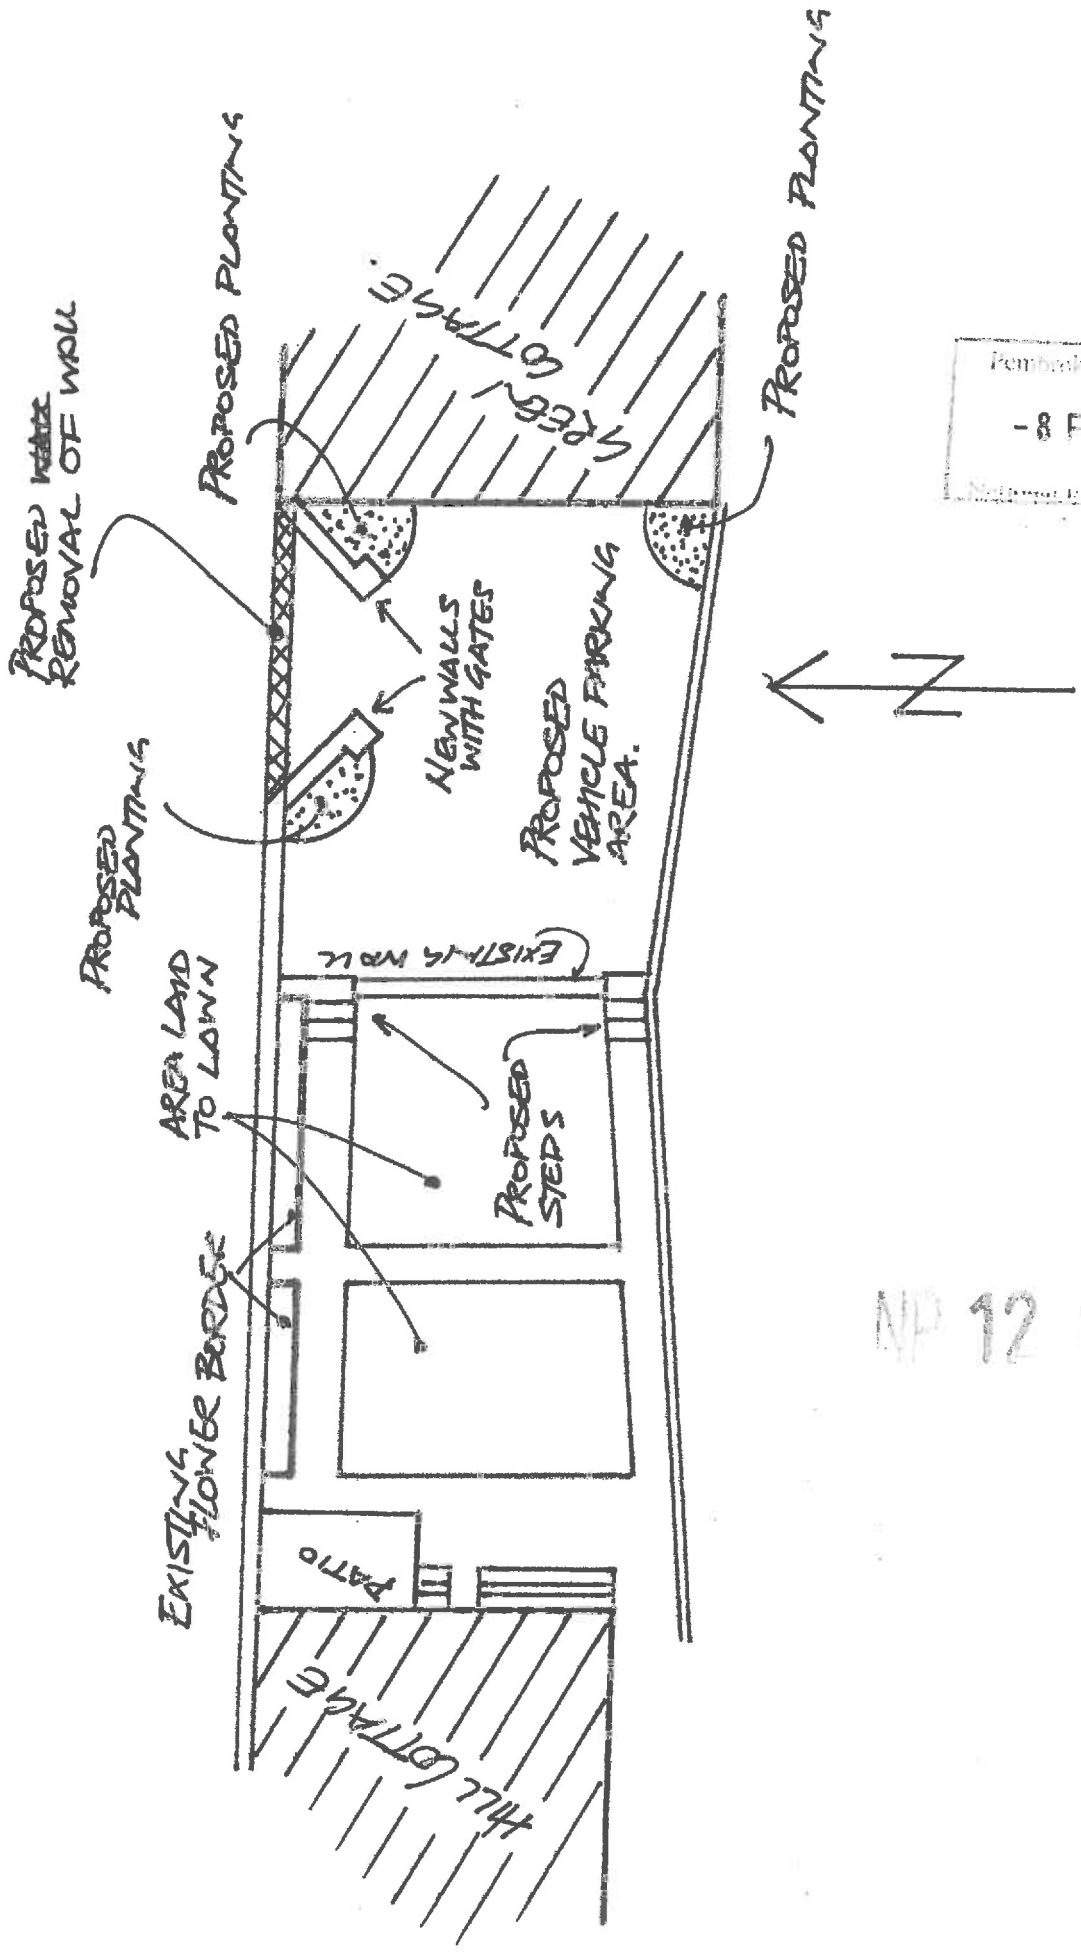 PROPOSED
REMOVAL OF WALL
PROPOSED PLANTING
PROPOSED
PLANTING
AREA LAID
TO LAWN
EXISTING
FLOWER BORDER
NEW WALLS
WITH GATES
PROPOSED
VEHICLE PARKING
AREA.
EXISTING WALL
PROPOSED
STEPS
PATIO
HILL COTTAGE
GREEN COTTAGE
PROPOSED PLANTING
N
Pembrok
-8 F
NP 12